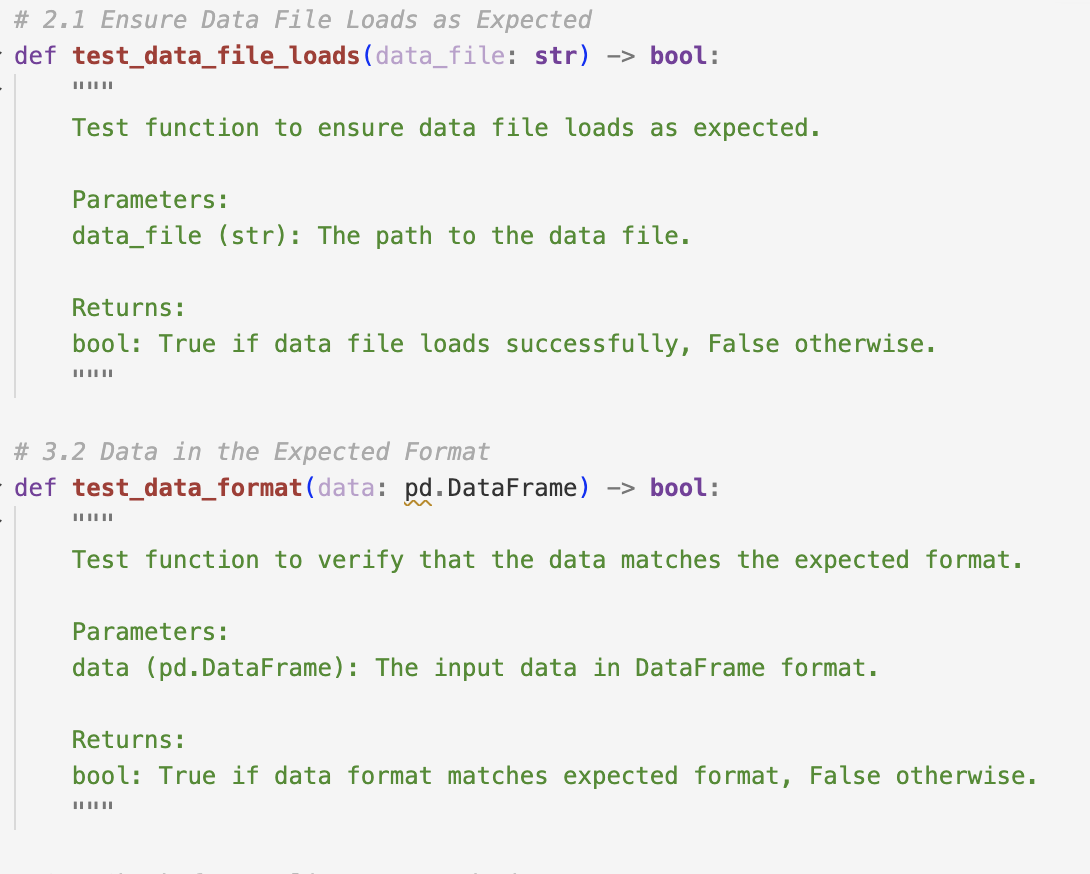 # 2.1 Ensure Data File Loads as Expected
def test_data_file_loads(data_file: str) -> bool:
"""
Test function to ensure data file loads as expected.
Parameters:
data_file (str): The path to the data file.
Returns:
bool: True if data file loads successfully, False otherwise.
"""
# 3.2 Data in the Expected Format
def test_data_format(data: pd.DataFrame) -> bool:
"""
Test function to verify that the data matches the expected format.
Parameters:
data (pd.DataFrame): The input data in DataFrame format.
Returns:
bool: True if data format matches expected format, False otherwise.
"""